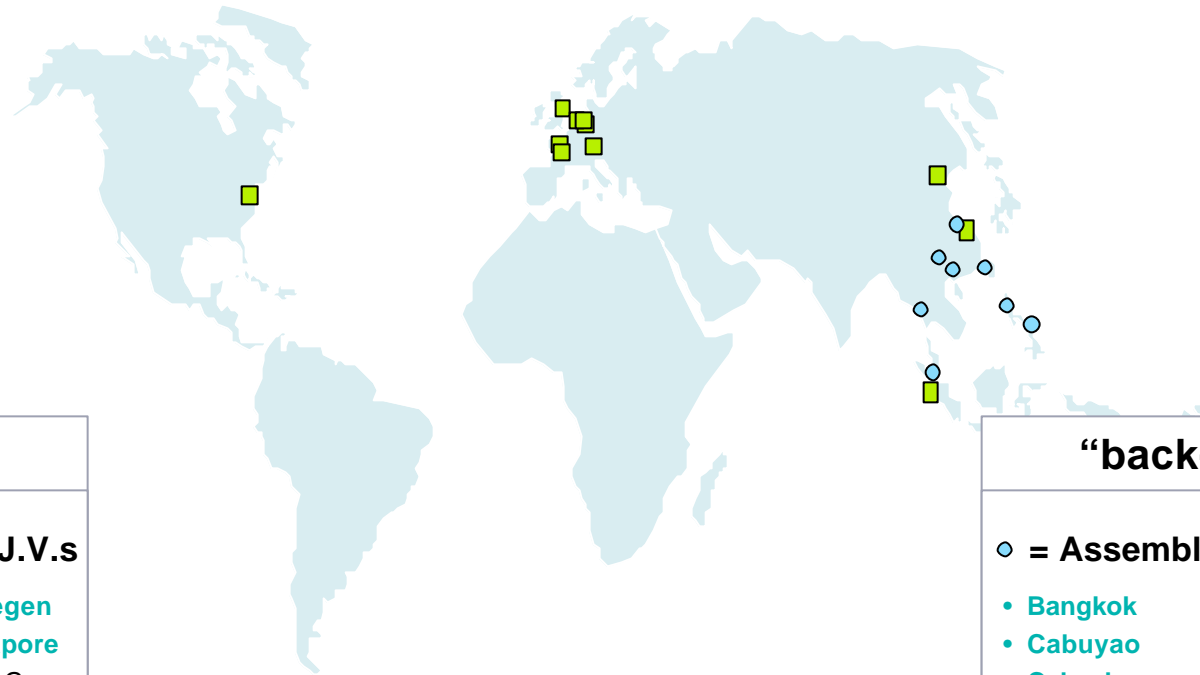 J.V.s
egen
pore
“back
= Assembl
• Bangkok
• Cabuyao